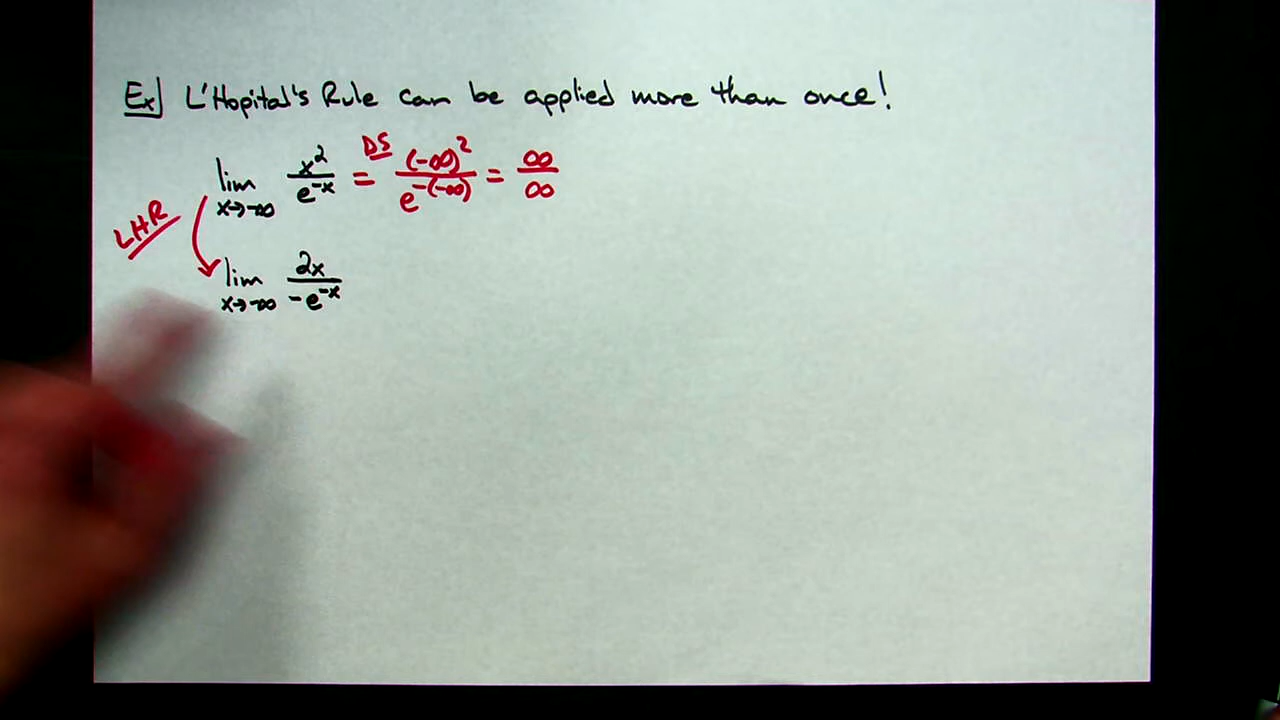 Ex] L'Hopital's Rule can be applied more than once!
lim x→-∞ x²/e^(-x) = DS (-∞)²/e^(-(-∞)) = ∞/∞
LHR
lim x→-∞ 2x/-e^(-x)